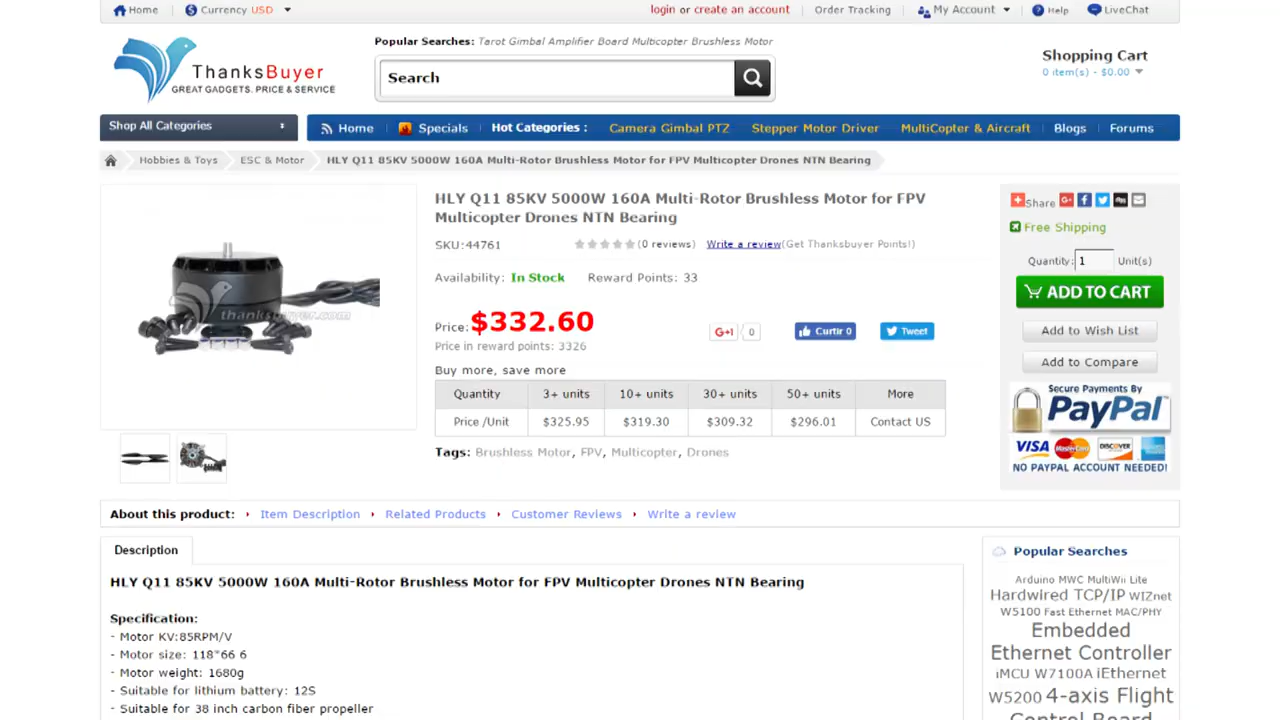 Home
Currency USD
login or create an account
Order Tracking
My Account
Help
LiveChat
ThanksBuyer
GREAT GADGETS. PRICE & SERVICE
Popular Searches: Tarot Gimbal Amplifier Board Multicopter Brushless Motor
Search
Shopping Cart
0 item(s) - $0.00
Shop All Categories
Home
Specials
Hot Categories :
Camera Gimbal PTZ
Stepper Motor Driver
MultiCopter & Aircraft
Blogs
Forums
Hobbies & Toys
ESC & Motor
HLY Q11 85KV 5000W 160A Multi-Rotor Brushless Motor for FPV Multicopter Drones NTN Bearing
thanksbuyer.com
HLY Q11 85KV 5000W 160A Multi-Rotor Brushless Motor for FPV
Multicopter Drones NTN Bearing
SKU:44761
(0 reviews)
Write a review(Get Thanksbuyer Points!)
Availability: In Stock
Reward Points: 33
Price: $332.60
G+1 0
Curtir 0
Tweet
Price in reward points: 3326
Buy more, save more
Quantity 3+ units 10+ units 30+ units 50+ units More
Price /Unit $325.95 $319.30 $309.32 $296.01 Contact US
Tags: Brushless Motor, FPV, Multicopter, Drones
Share
Free Shipping
Quantity: 1 Unit(s)
ADD TO CART
Add to Wish List
Add to Compare
SECURE PAYMENTS BY
PayPal
VISA MasterCard DISCOVER
NO PAYPAL ACCOUNT NEEDED!
About this product: Item Description Related Products Customer Reviews Write a review
Description
HLY Q11 85KV 5000W 160A Multi-Rotor Brushless Motor for FPV Multicopter Drones NTN Bearing
Specification:
- Motor KV:85RPM/V
- Motor size: 118*66 6
- Motor weight: 1680g
- Suitable for lithium battery: 12S
- Suitable for 38 inch carbon fiber propeller
Popular Searches
Arduino MWC MultiWii Lite
Hardwired TCP/IP WIZnet
W5100 Fast Ethernet MAC/PHY
Embedded
Ethernet Controller
iMCU W7100A iEthernet
W5200 4-axis Flight
Control Board